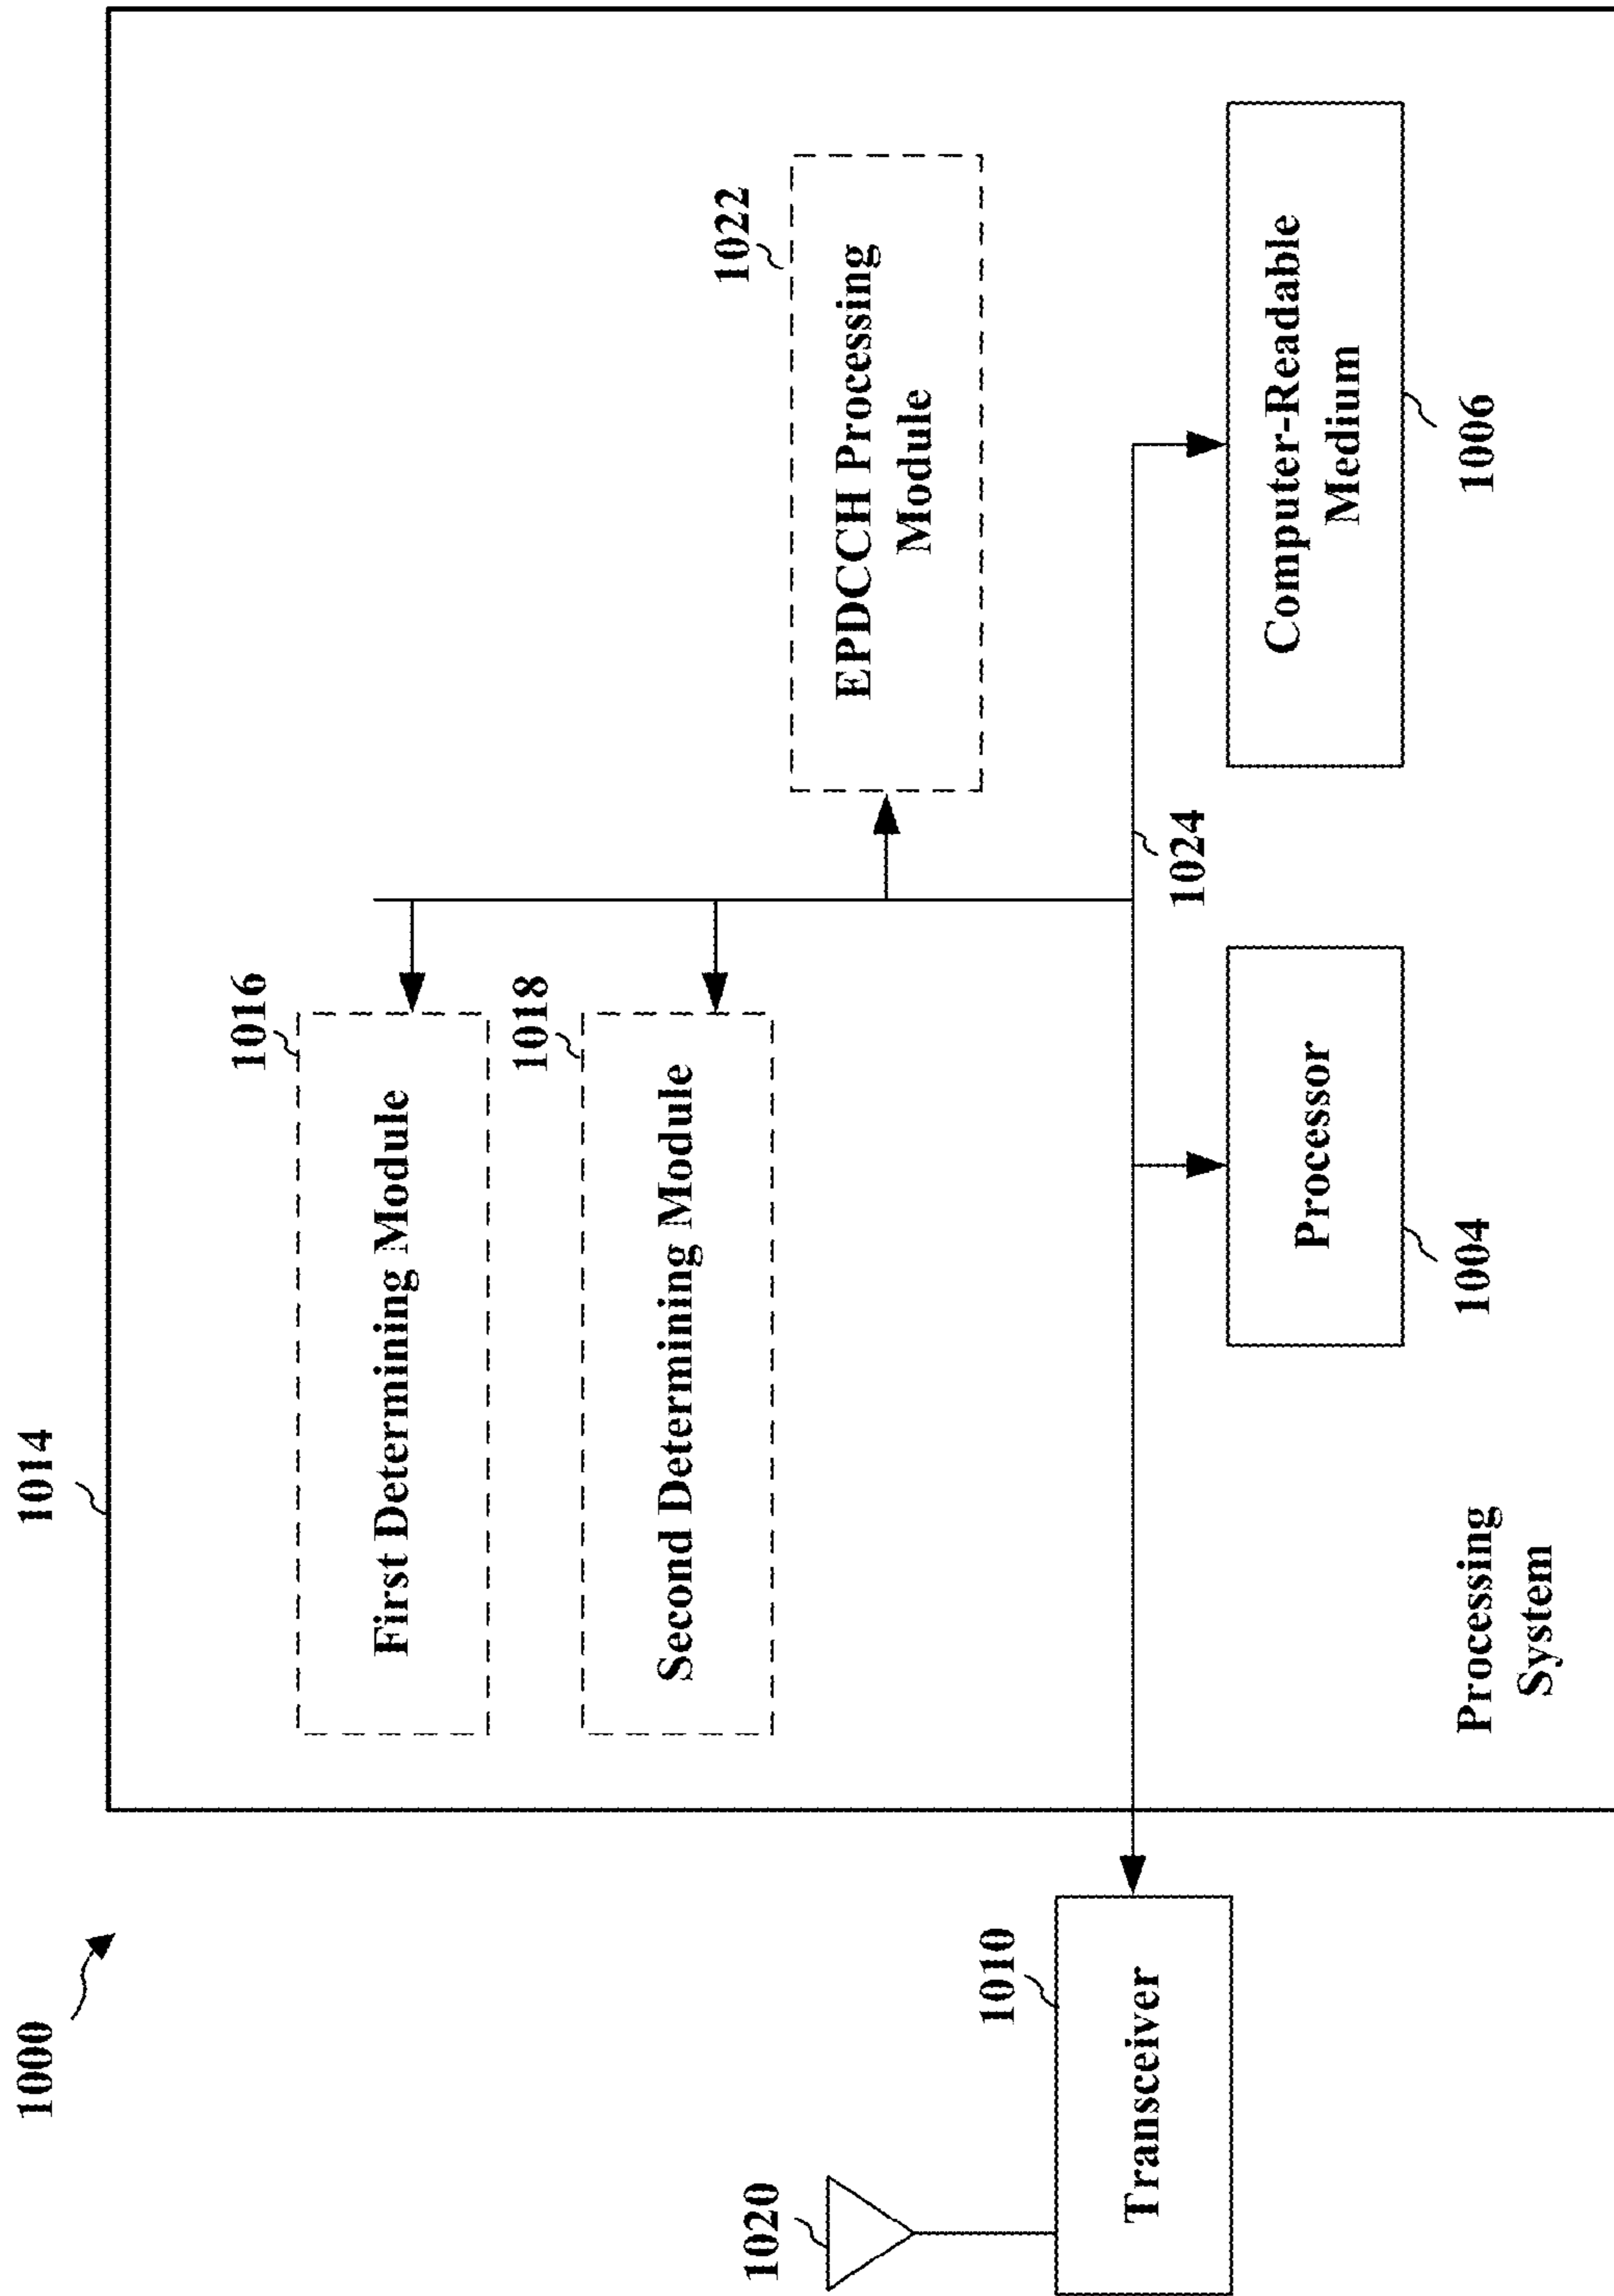 1000
1014
1016
First Determining Module
1018
Second Determining Module
1022
EPDCCH Processing
Module
1020
1010
Transceiver
1024
Processor
1004
Computer-Readable
Medium
1006
Processing
System